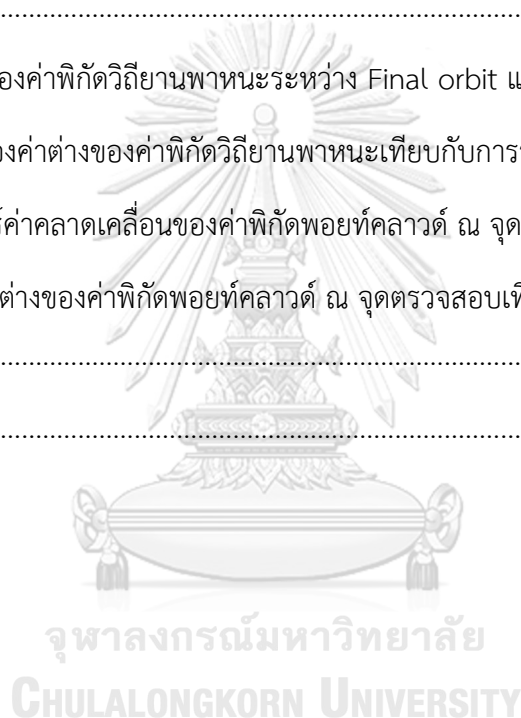 องค่าพิกัดวิถียานพาหนะระหว่าง Final orbit แ
องค่าต่างของค่าพิกัดวิถียานพาหนะเทียบกับการ
ค่าคลาดเคลื่อนของค่าพิกัดพอยท์คลาวด์ ณ จุด
ต่างของค่าพิกัดพอยท์คลาวด์ ณ จุดตรวจสอบเที
จุฬาลงกรณ์มหาวิทยาลัย
CHULALONGKORN UNIVERSITY